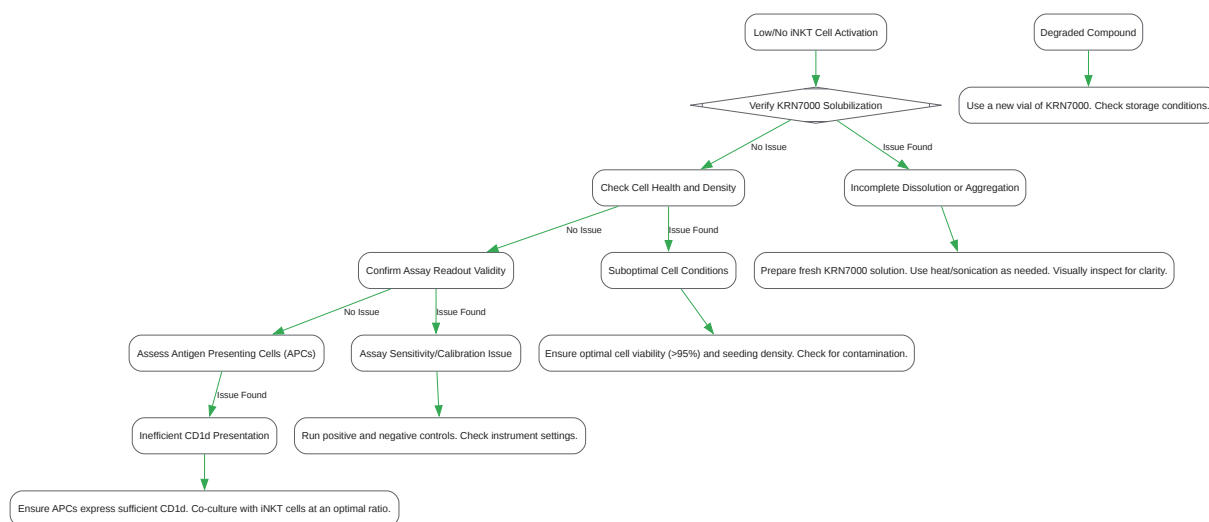 Low/No iNKT Cell Activation
Degraded Compound
Verify KRN7000 Solubilization
Use a new vial of KRN7000. Check storage conditions.
No Issue
Issue Found
Check Cell Health and Density
Incomplete Dissolution or Aggregation
No Issue
Issue Found
Confirm Assay Readout Validity
Suboptimal Cell Conditions
Prepare fresh KRN7000 solution. Use heat/sonication as needed. Visually inspect for clarity.
No Issue
Issue Found
Assess Antigen Presenting Cells (APCs)
Assay Sensitivity/Calibration Issue
Ensure optimal cell viability (>95%) and seeding density. Check for contamination.
Issue Found
Inefficient CD1d Presentation
Run positive and negative controls. Check instrument settings.
Ensure APCs express sufficient CD1d. Co-culture with iNKT cells at an optimal ratio.